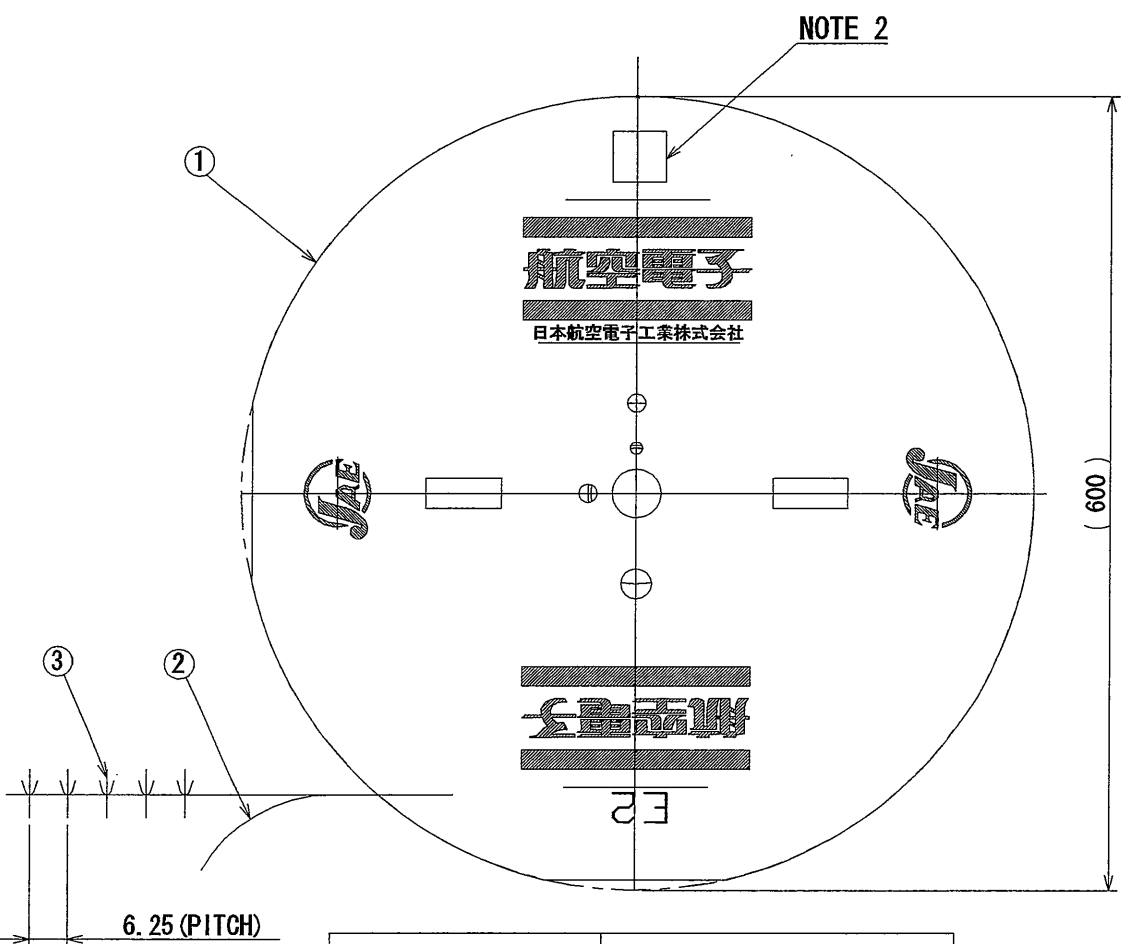 NOTE 2
①
航空電子
日本航空電子工業株式会社
JAE
JAE
(600)
③
②
航空電子
E2
6.25(PITCH)